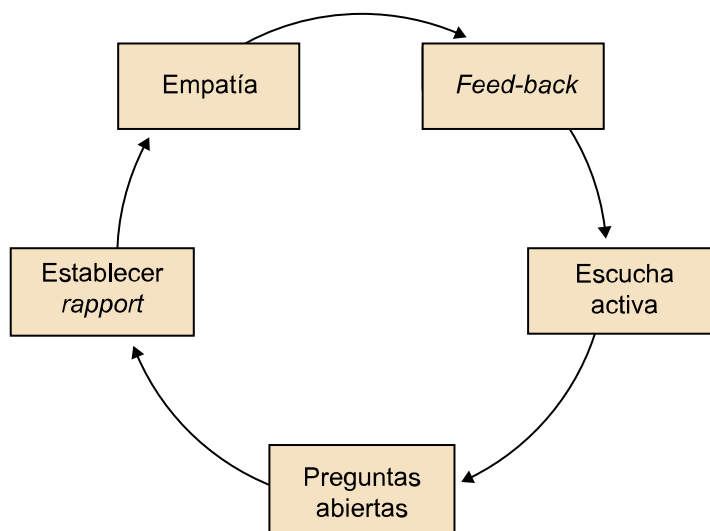 Empatía
Feed-back
Establecer
rapport
Escucha
activa
Preguntas
abiertas